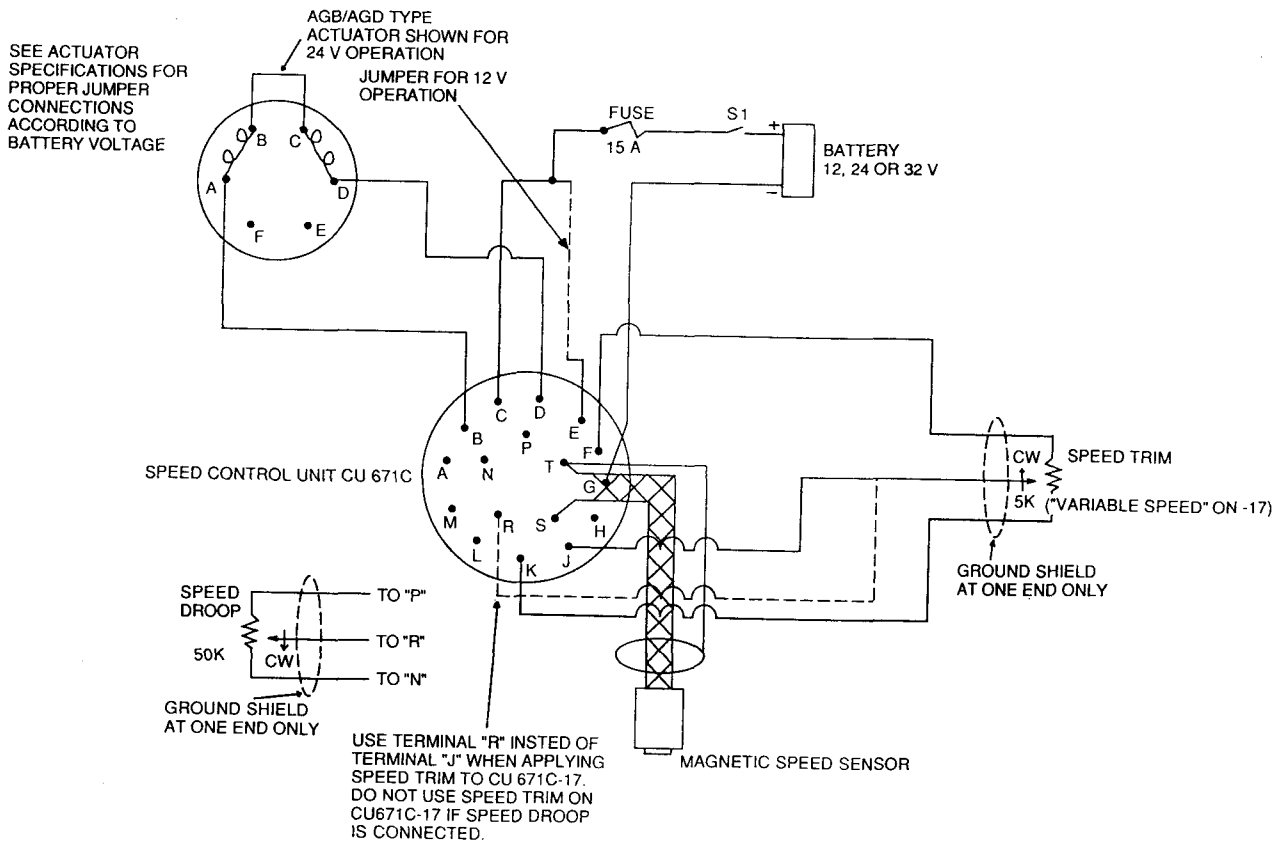 AGB/AGD TYPE
ACTUATOR SHOWN FOR
24 V OPERATION
SEE ACTUATOR
SPECIFICATIONS FOR
PROPER JUMPER
CONNECTIONS
ACCORDING TO
BATTERY VOLTAGE
JUMPER FOR 12 V
OPERATION
FUSE
15 A
S1
+
−
BATTERY
12, 24 OR 32 V
A
B
C
D
E
F
SPEED CONTROL UNIT CU 671C
A
B
C
D
E
F
G
H
J
K
L
M
N
P
R
S
T
CW
5K
SPEED TRIM
("VARIABLE SPEED" ON -17)
GROUND SHIELD
AT ONE END ONLY
SPEED
DROOP
50K
CW
TO "P"
TO "R"
TO "N"
GROUND SHIELD
AT ONE END ONLY
USE TERMINAL "R" INSTED OF
TERMINAL "J" WHEN APPLYING
SPEED TRIM TO CU 671C-17.
DO NOT USE SPEED TRIM ON
CU671C-17 IF SPEED DROOP
IS CONNECTED.
MAGNETIC SPEED SENSOR